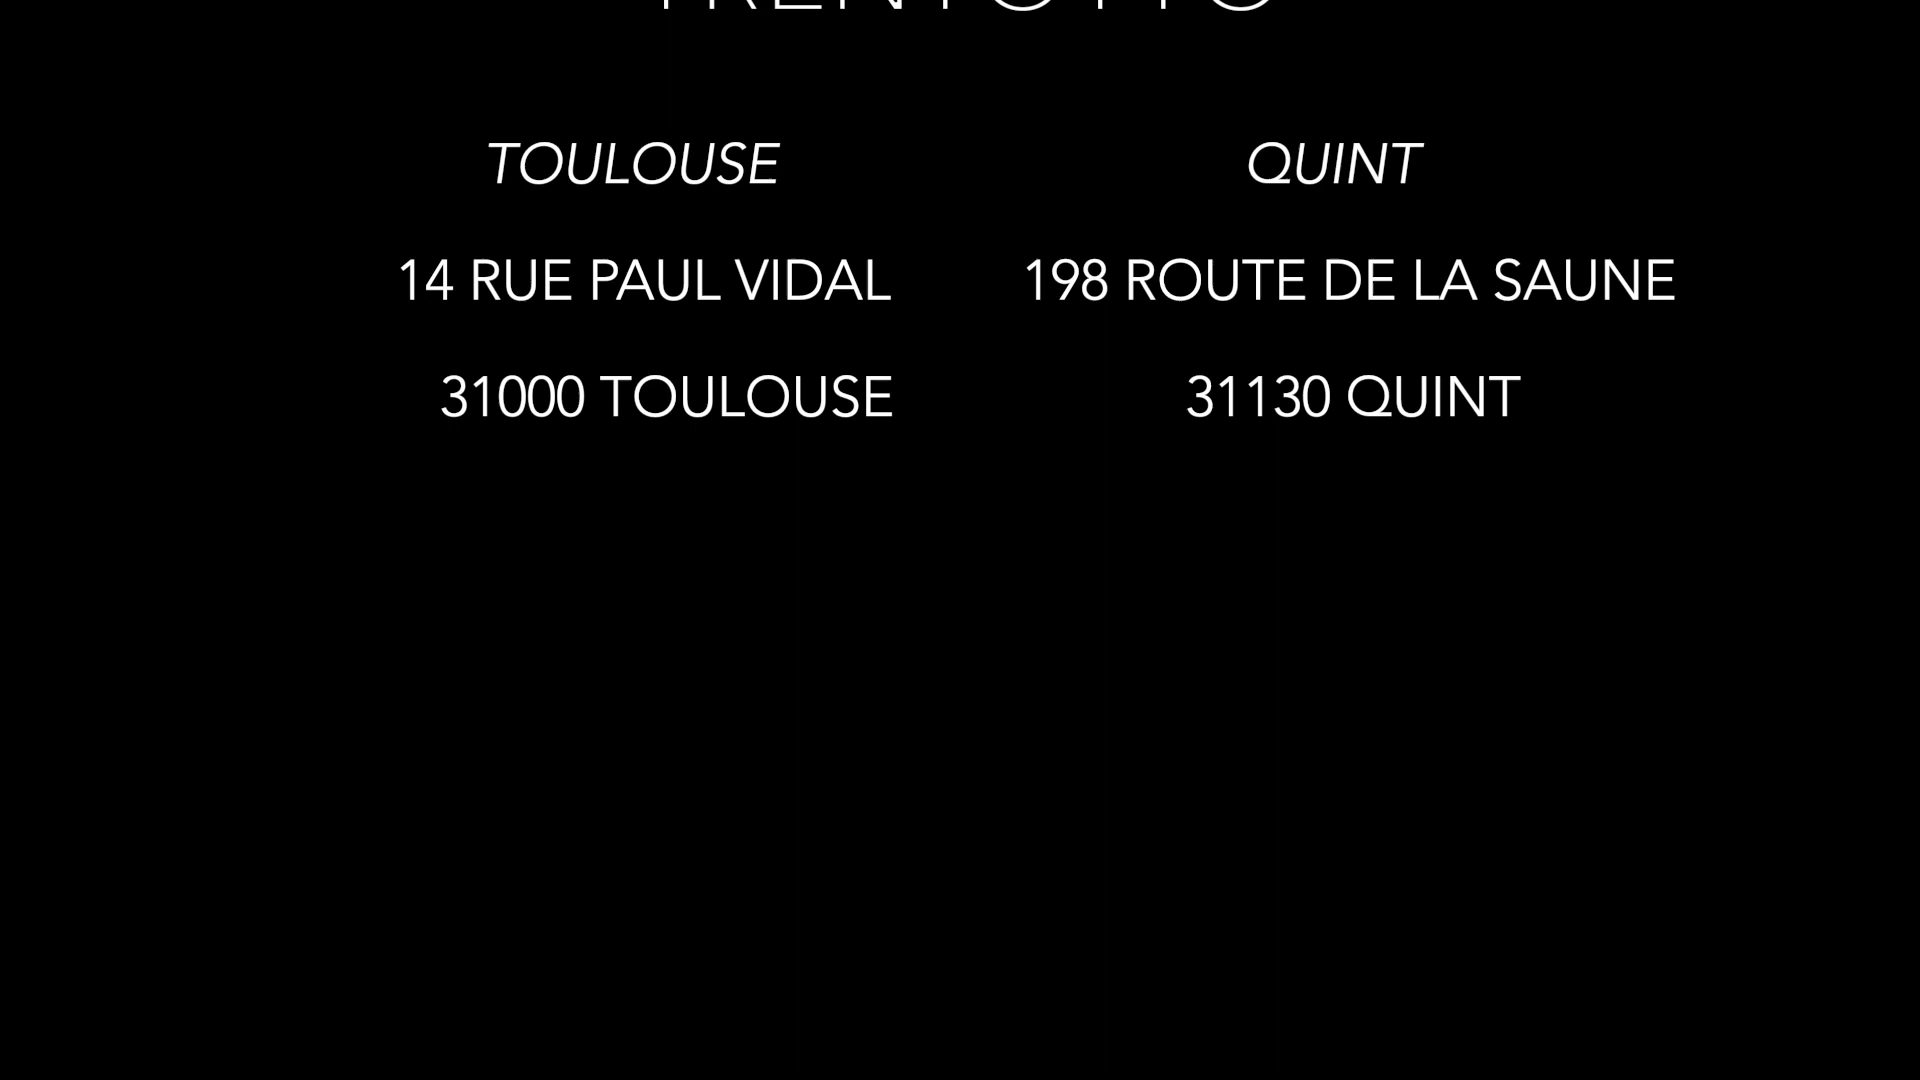 TOULOUSE
14 RUE PAUL VIDAL
31000 TOULOUSE
QUINT
198 ROUTE DE LA SAUNE
31130 QUINT